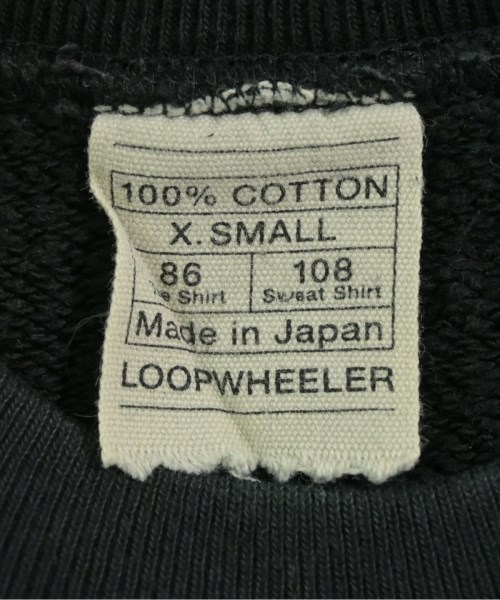 100% COTTON
X.SMALL
86 108
Shirt Sweat Shirt
Made in Japan
LOOPWHEELER